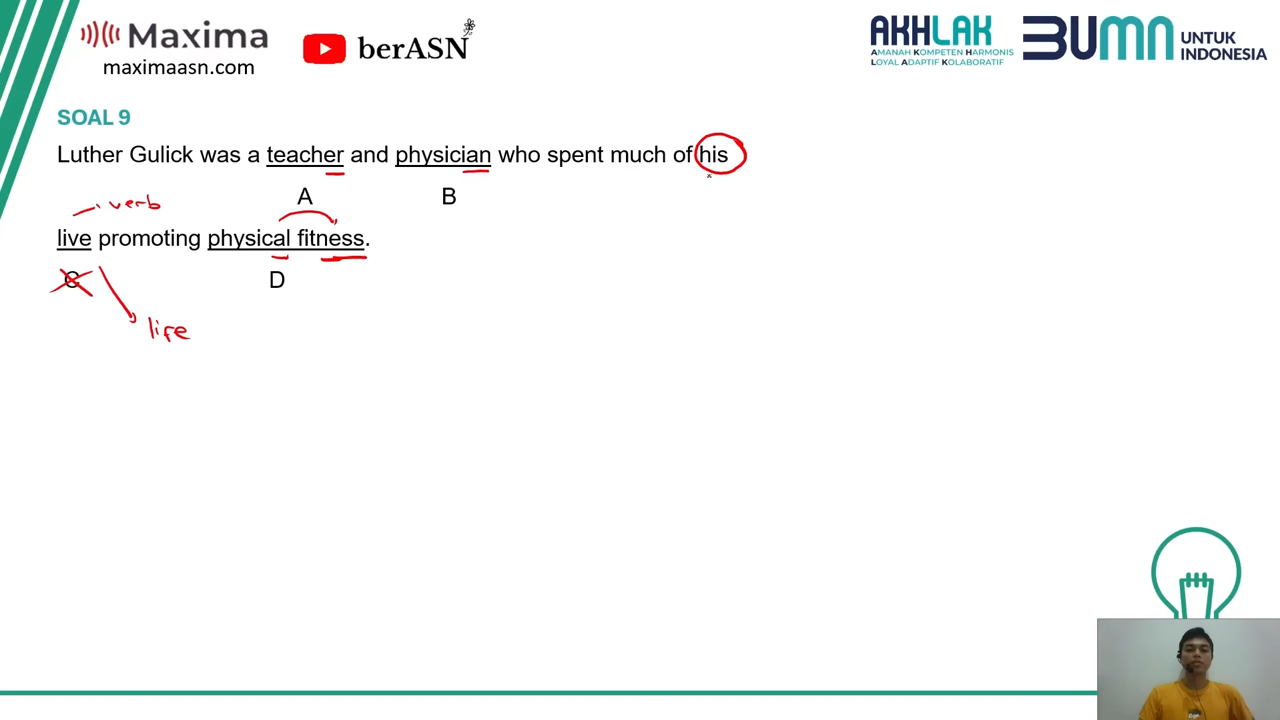 Maxima
maximaasn.com
berASN
AKHLAK
AMANAH KOMPETEN HARMONIS
LOYAL ADAPTIF KOLABORATIF
BUMN UNTUK
INDONESIA
SOAL 9
Luther Gulick was a teacher and physician who spent much of his
A B
verb
live promoting physical fitness.
C D
life